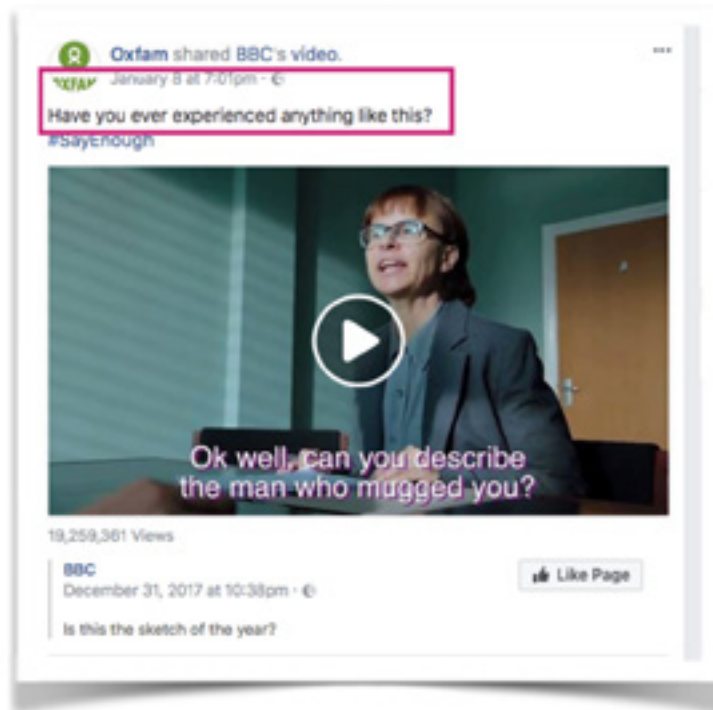 Oxfam shared BBC's video.
OXFAM January 8 at 7:01pm ·
Have you ever experienced anything like this?
#SayEnough
Ok well, can you describe
the man who mugged you?
19,259,361 Views
BBC
Like Page
December 31, 2017 at 10:38pm ·
Is this the sketch of the year?